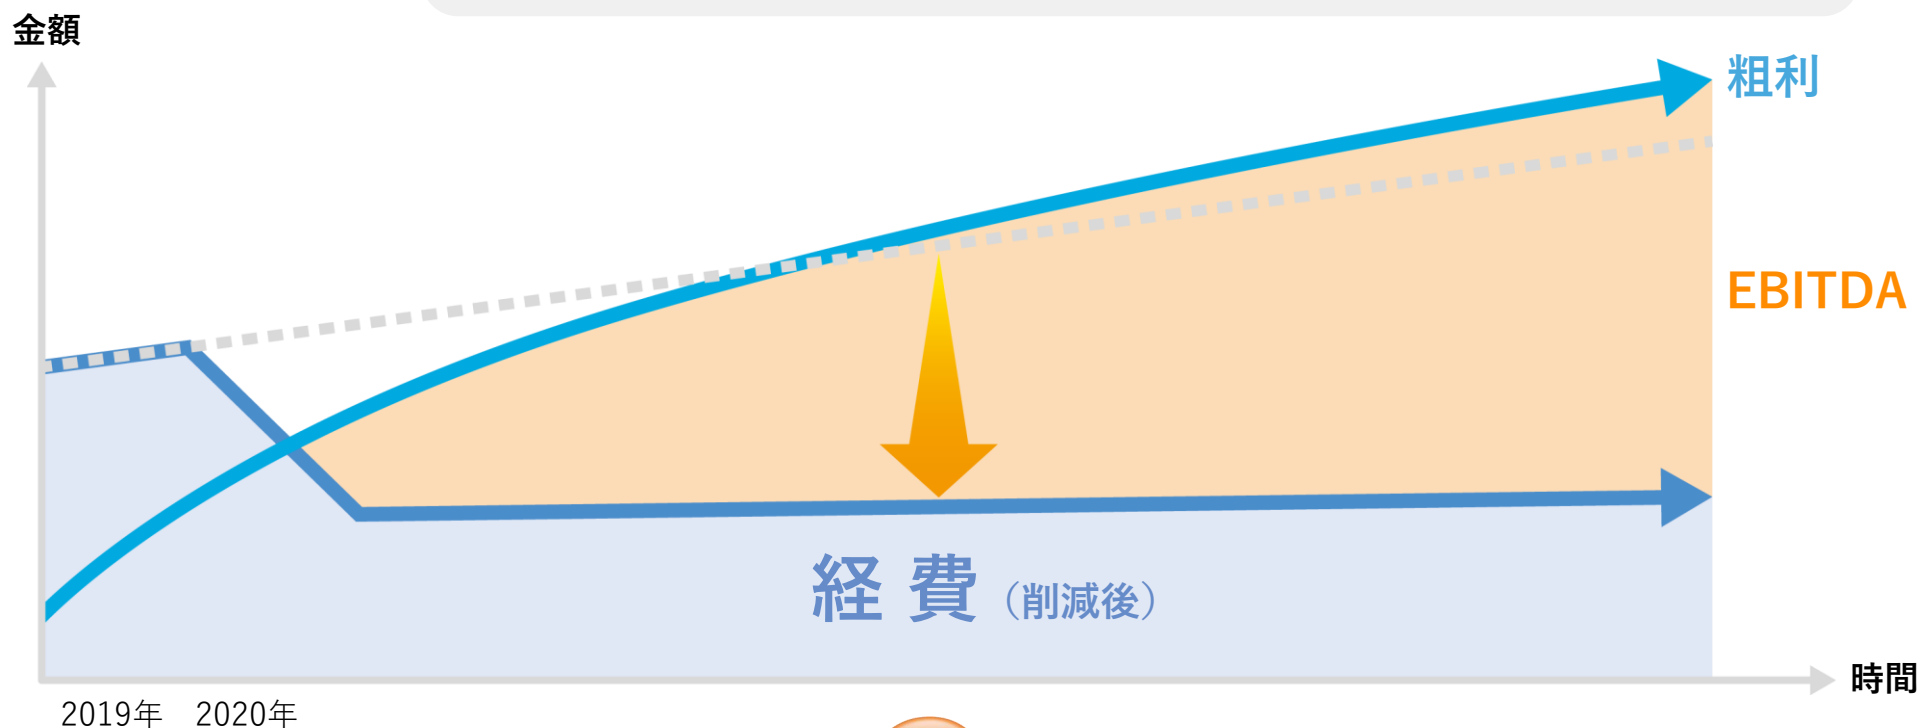 金額
粗利
EBITDA
経 費（削減後）
時間
2019年 2020年